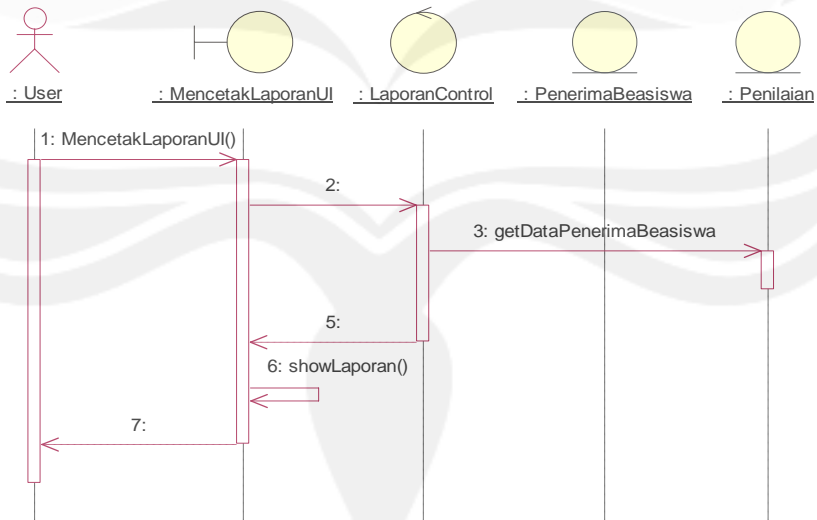 : User
: MencetakLaporanUI
: LaporanControl
: PenerimaBeasiswa
: Penilaian
1: MencetakLaporanUI()
2:
3: getDataPenerimaBeasiswa
5:
6: showLaporan()
7: